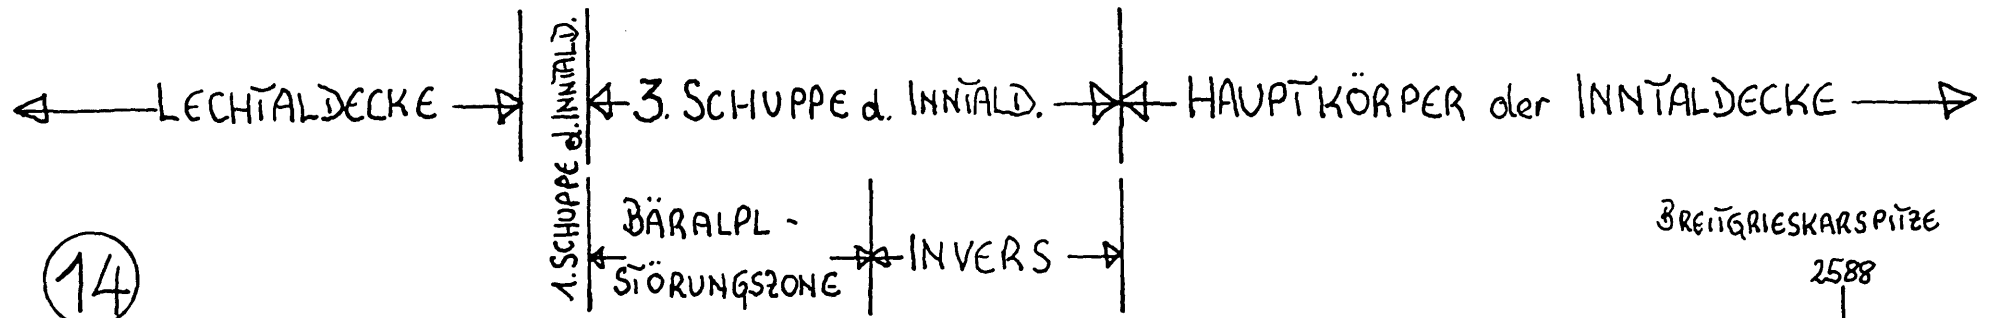 LECHTALDECKE
1. SCHUPPE d. INNTALD.
3. SCHUPPE d. INNTALD.
HAUPTKÖRPER der INNTALDECKE
BÄRALPL -
STÖRUNGSZONE
INVERS
BREITGRIESKARSPITZE
2588
14